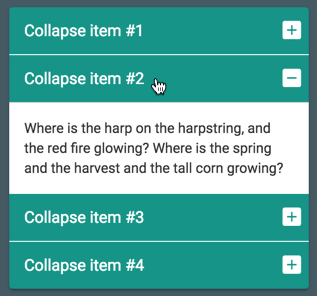 Collapse item #1
Collapse item #2
Where is the harp on the harpstring, and
the red fire glowing? Where is the spring
and the harvest and the tall corn growing?
Collapse item #3
Collapse item #4